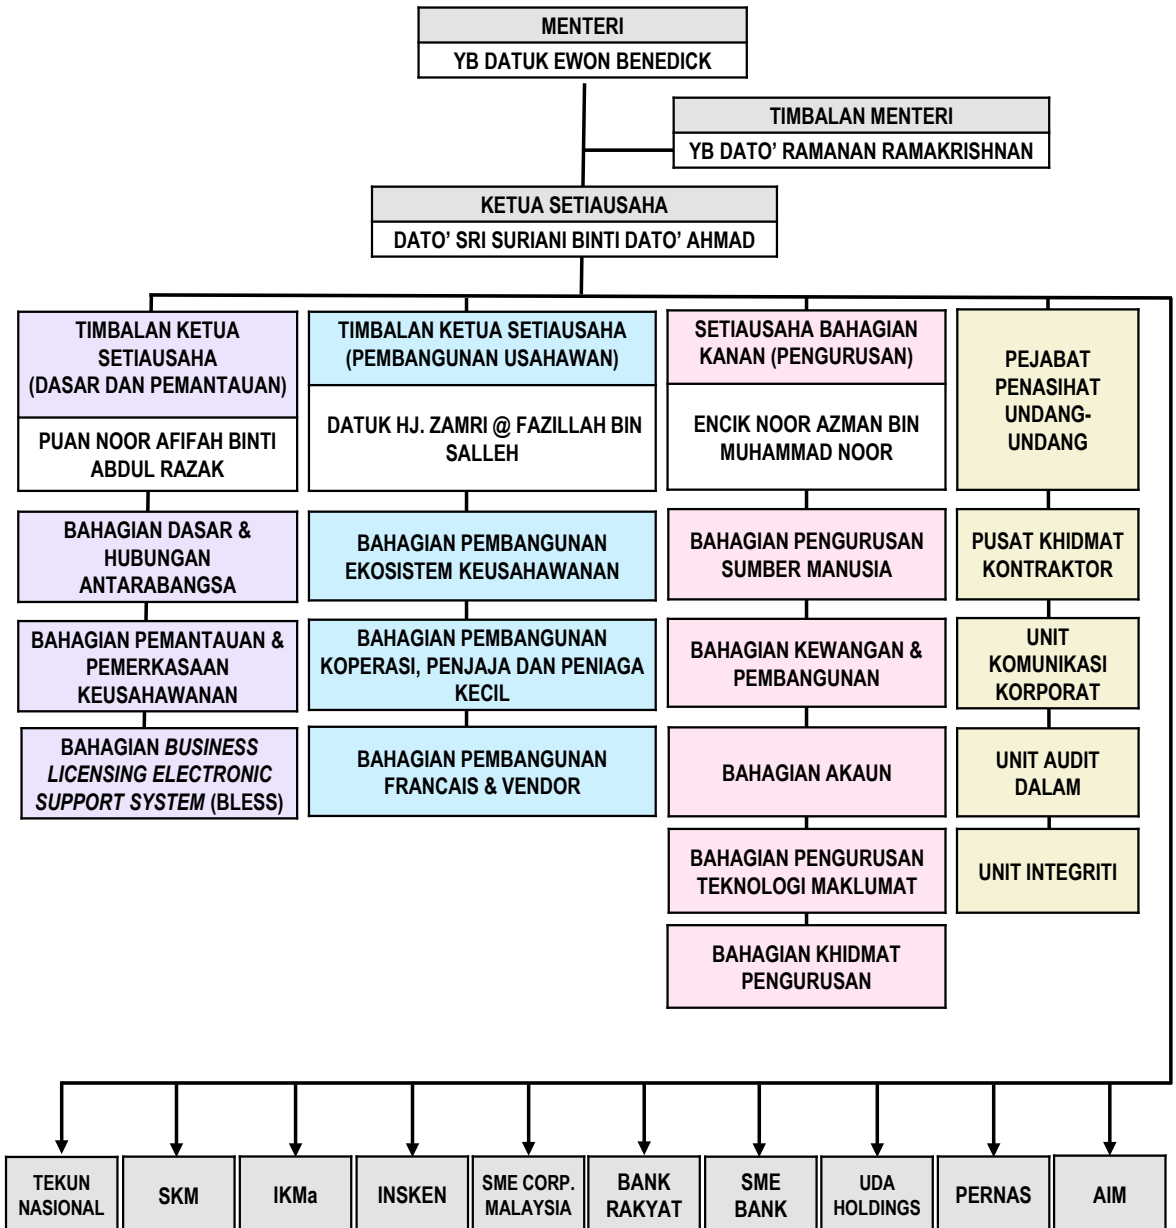 MENTERI
YB DATUK EWON BENEDICK
TIMBALAN MENTERI
YB DATO’ RAMANAN RAMAKRISHNAN
KETUA SETIAUSAHA
DATO’ SRI SURIANI BINTI DATO’ AHMAD
TIMBALAN KETUA
SETIAUSAHA
(DASAR DAN PEMANTAUAN)
PUAN NOOR AFIFAH BINTI
ABDUL RAZAK
BAHAGIAN DASAR &
HUBUNGAN
ANTARABANGSA
BAHAGIAN PEMANTAUAN &
PEMERKASAAN
KEUSAHAWANAN
BAHAGIAN BUSINESS
LICENSING ELECTRONIC
SUPPORT SYSTEM (BLESS)
TIMBALAN KETUA SETIAUSAHA
(PEMBANGUNAN USAHAWAN)
DATUK HJ. ZAMRI @ FAZILLAH BIN
SALLEH
BAHAGIAN PEMBANGUNAN
EKOSISTEM KEUSAHAWANAN
BAHAGIAN PEMBANGUNAN
KOPERASI, PENJAJA DAN PENIAGA
KECIL
BAHAGIAN PEMBANGUNAN
FRANCAIS & VENDOR
SETIAUSAHA BAHAGIAN
KANAN (PENGURUSAN)
ENCIK NOOR AZMAN BIN
MUHAMMAD NOOR
BAHAGIAN PENGURUSAN
SUMBER MANUSIA
BAHAGIAN KEWANGAN &
PEMBANGUNAN
BAHAGIAN AKAUN
BAHAGIAN PENGURUSAN
TEKNOLOGI MAKLUMAT
BAHAGIAN KHIDMAT
PENGURUSAN
PEJABAT
PENASIHAT
UNDANG-
UNDANG
PUSAT KHIDMAT
KONTRAKTOR
UNIT
KOMUNIKASI
KORPORAT
UNIT AUDIT
DALAM
UNIT INTEGRITI
TEKUN
NASIONAL
SKM
IKMa
INSKEN
SME CORP.
MALAYSIA
BANK
RAKYAT
SME
BANK
UDA
HOLDINGS
PERNAS
AIM